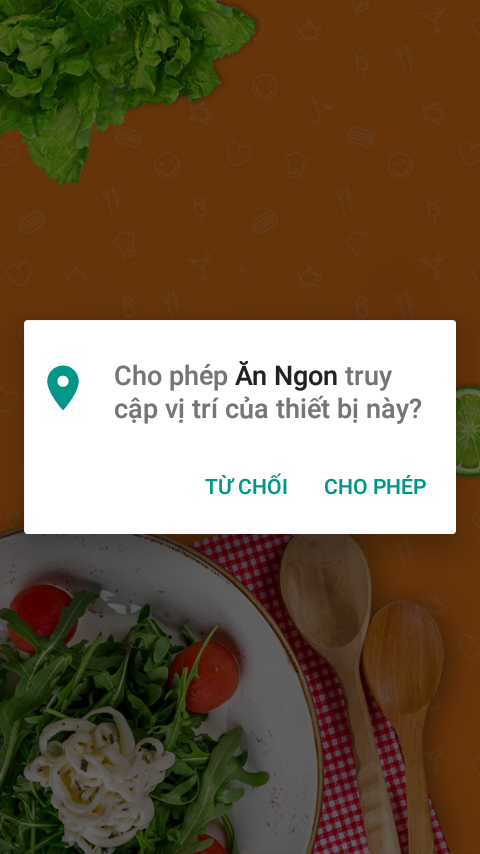 Cho phép Ăn Ngon truy
cập vị trí của thiết bị này?
TỪ CHỐI CHO PHÉP